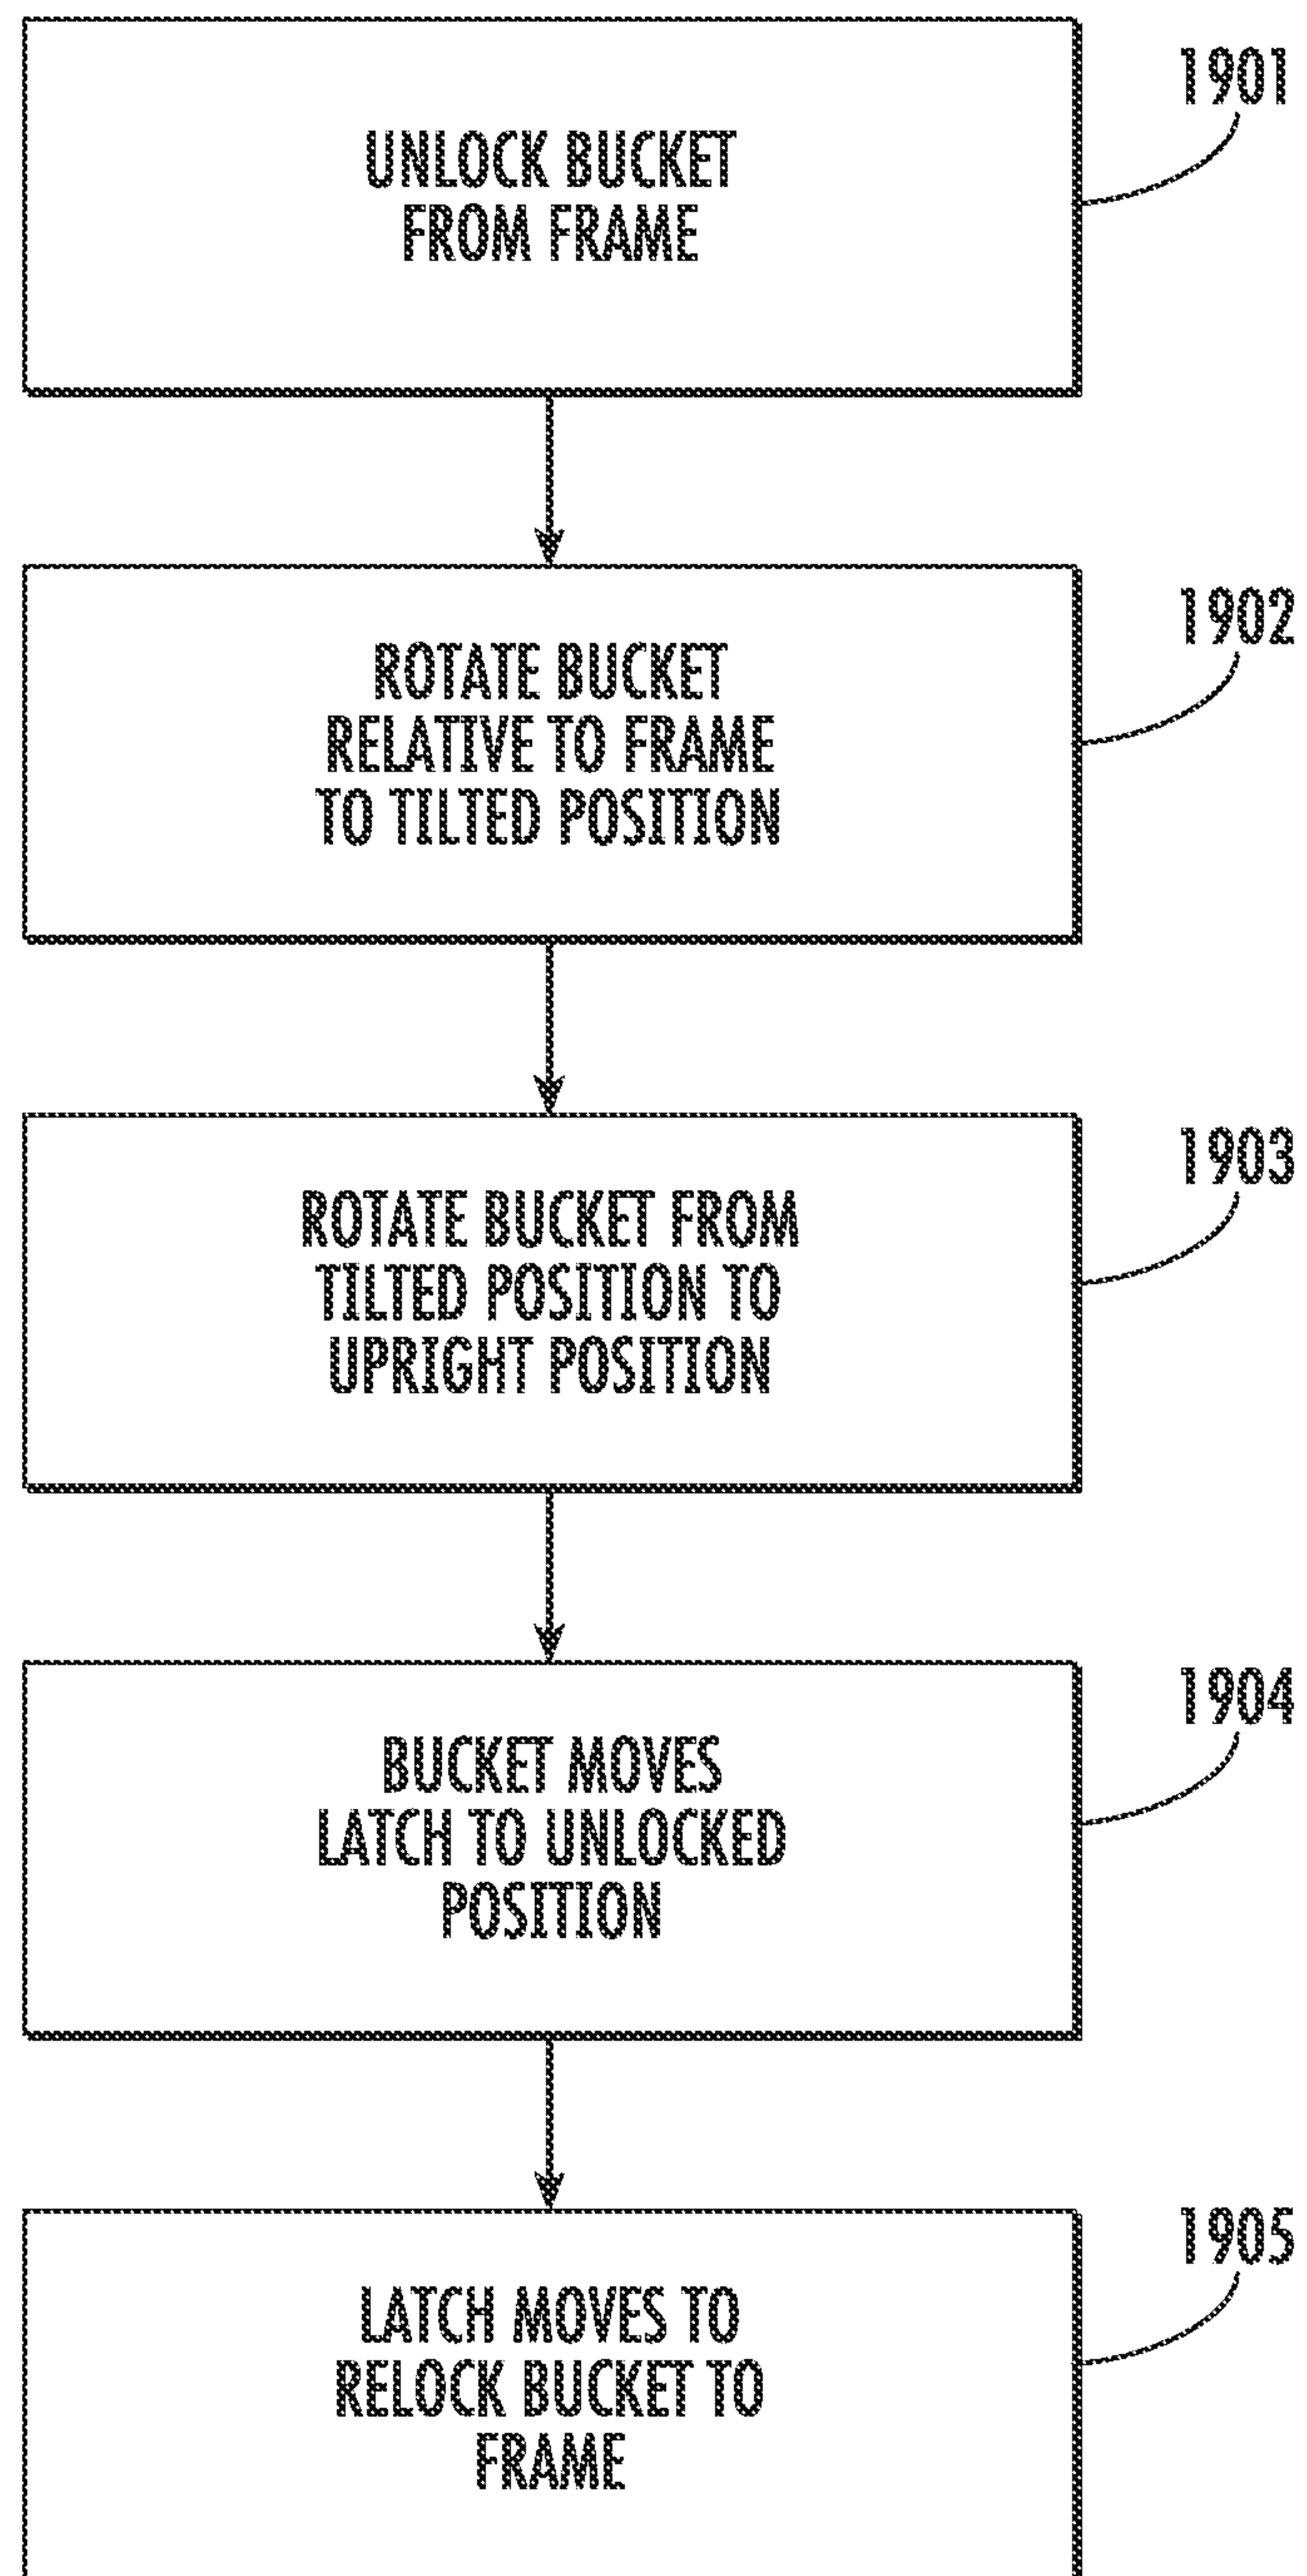 UNLOCK BUCKET
FROM FRAME
1901
ROTATE BUCKET
RELATIVE TO FRAME
TO TILTED POSITION
1902
ROTATE BUCKET FROM
TILTED POSITION TO
UPRIGHT POSITION
1903
BUCKET MOVES
LATCH TO UNLOCKED
POSITION
1904
LATCH MOVES TO
RELOCK BUCKET TO
FRAME
1905